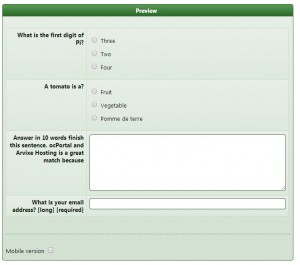 Preview
What is the first digit of
Pi?
Three
Two
Four
A tomato is a?
Fruit
Vegetable
Pomme de terre
Answer in 10 words finish
this sentence. ocPortal and
Arvixe Hosting is a great
match because
What is your email
address? [long] [required]
Mobile version